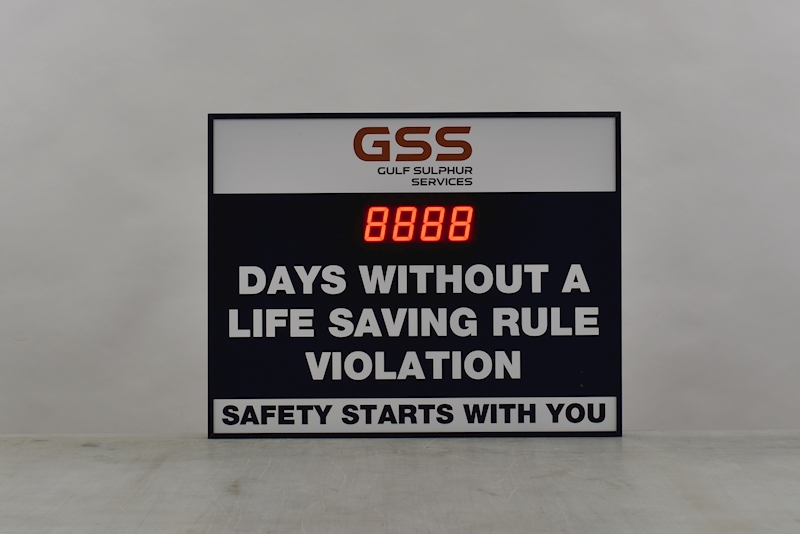 GSS
GULF SULPHUR
SERVICES
8888
DAYS WITHOUT A
LIFE SAVING RULE
VIOLATION
SAFETY STARTS WITH YOU